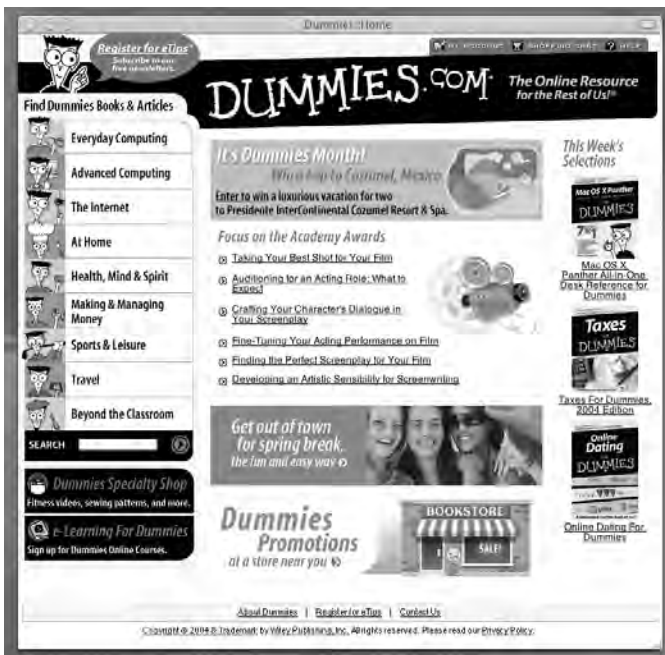 Dummies::Home
Register for eTips
Subscribe to our
free newsletters.
MY ACCOUNT SHOPPING CART ? HELP
DUMMIES.COM
The Online Resource
for the Rest of Us!®
Find Dummies Books & Articles
Everyday Computing
Advanced Computing
The Internet
At Home
Health, Mind & Spirit
Making & Managing
Money
Sports & Leisure
Travel
Beyond the Classroom
SEARCH
Dummies Specialty Shop
Fitness videos, sewing patterns, and more.
e-Learning For Dummies
Sign up for Dummies Online Courses.
It's Dummies Month!
Win a trip to Cozumel, Mexico
Enter to win a luxurious vacation for two
to Presidente InterContinental Cozumel Resort & Spa.
Focus on the Academy Awards
Taking Your Best Shot for Your Film
Auditioning for an Acting Role: What to
Expect
Crafting Your Character's Dialogue in
Your Screenplay
Fine-Tuning Your Acting Performance on Film
Finding the Perfect Screenplay for Your Film
Developing an Artistic Sensibility for Screenwriting
Get out of town
for spring break,
the fun and easy way
Dummies
Promotions
at a store near you
BOOKSTORE
SALE!
This Week's
Selections
Mac OS X Panther
DUMMIES
Mac OS X
Panther All-in-One
Desk Reference for
Dummies
Taxes
DUMMIES
Taxes For Dummies,
2004 Edition
Online
Dating
DUMMIES
Online Dating For
Dummies
About Dummies | Register for eTips | Contact Us
Copyright © 2004 & Trademark by Wiley Publishing, Inc. All rights reserved. Please read our Privacy Policy.